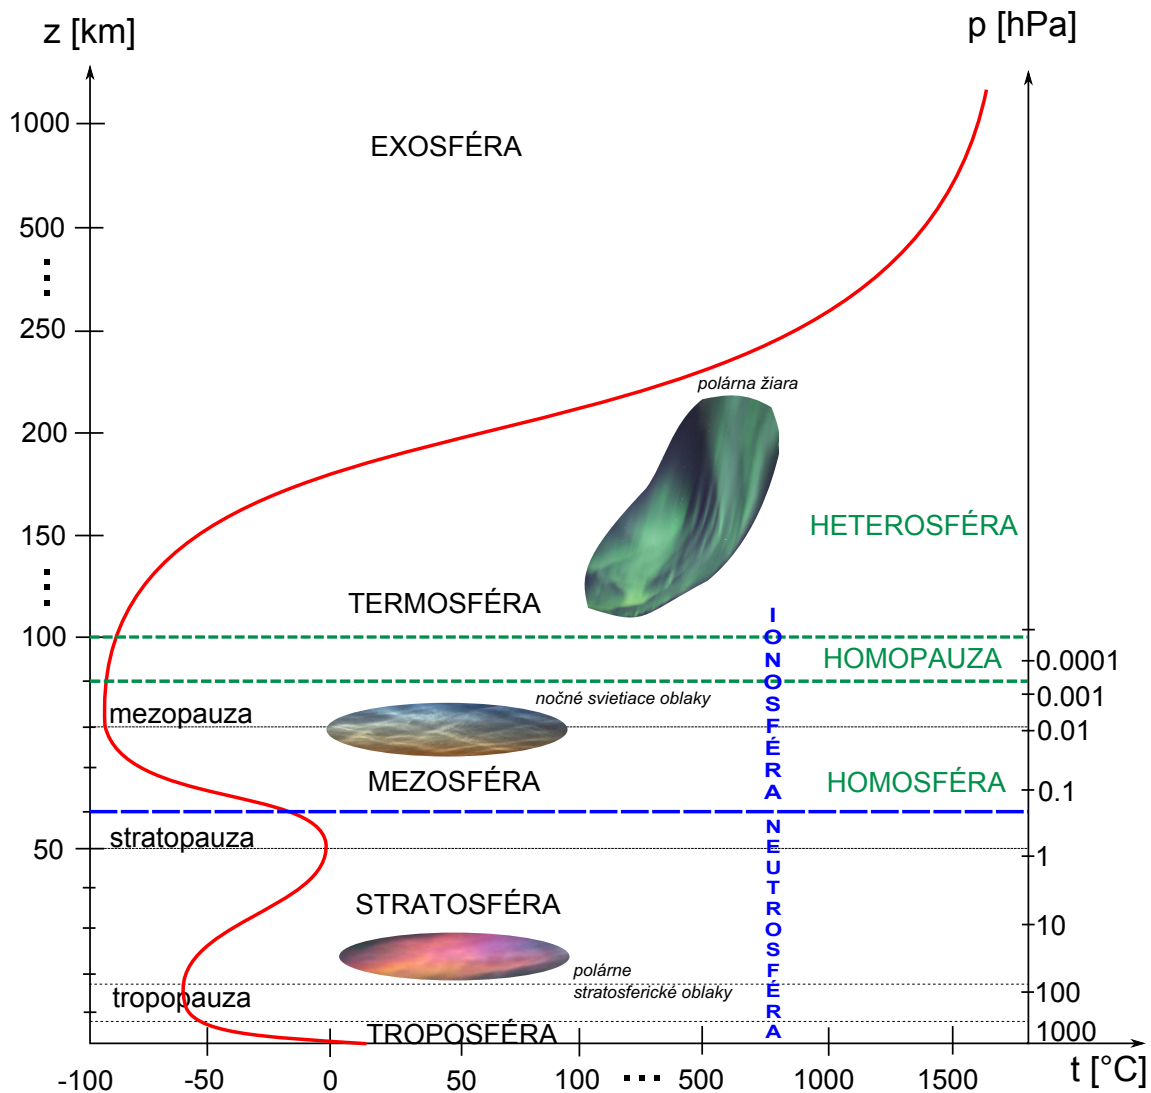 z [km]
p [hPa]
1000
EXOSFÉRA
500
250
polárna žiara
200
HETEROSFÉRA
150
TERMOSFÉRA
100
HOMOPAUZA
0.0001
nočné svietiace oblaky
0.001
mezopauza
0.01
MEZOSFÉRA
HOMOSFÉRA
0.1
IONOSFÉRA
stratopauza
50
1
STRATOSFÉRA
10
polárne
stratosferické oblaky
tropopauza
100
NEUTROSFÉRA
TROPOSFÉRA
1000
-100
-50
0
50
100
500
1000
1500
t [°C]